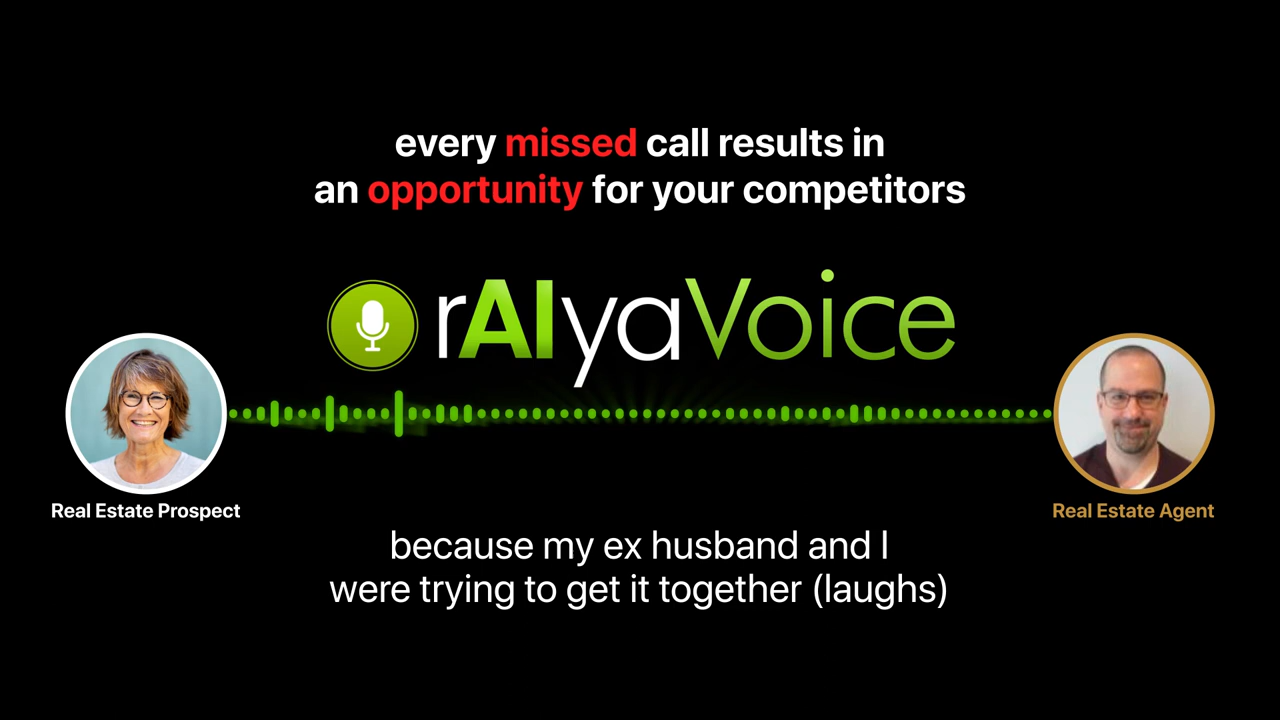 every missed call results in
an opportunity for your competitors
rAIyaVoice
Real Estate Prospect
Real Estate Agent
because my ex husband and I
were trying to get it together (laughs)